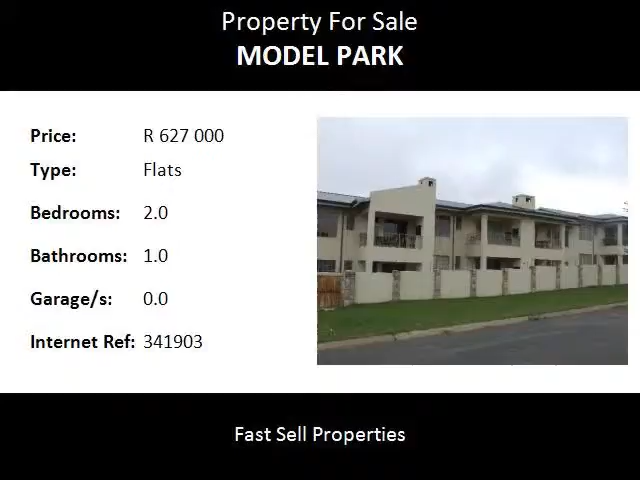 Property For Sale
MODEL PARK
Price: R 627 000
Type: Flats
Bedrooms: 2.0
Bathrooms: 1.0
Garage/s: 0.0
Internet Ref: 341903
Fast Sell Properties